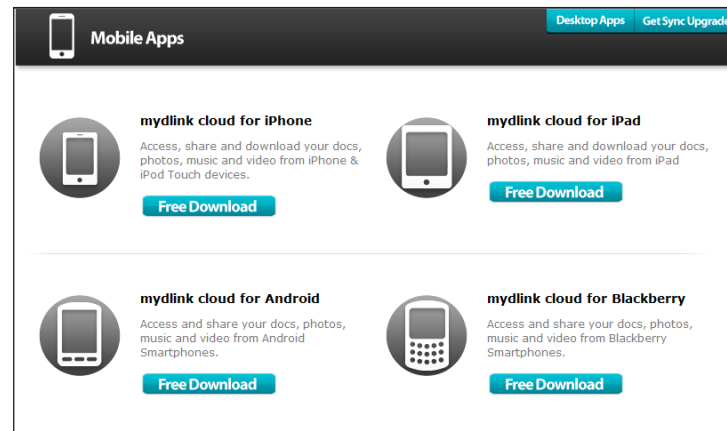 Mobile Apps
Desktop Apps
Get Sync Upgrade
mydlink cloud for iPhone
Access, share and download your docs,
photos, music and video from iPhone &
iPod Touch devices.
Free Download
mydlink cloud for iPad
Access, share and download your docs,
photos, music and video from iPad
Free Download
mydlink cloud for Android
Access and share your docs, photos,
music and video from Android
Smartphones.
Free Download
mydlink cloud for Blackberry
Access and share your docs, photos,
music and video from Blackberry
Smartphones.
Free Download